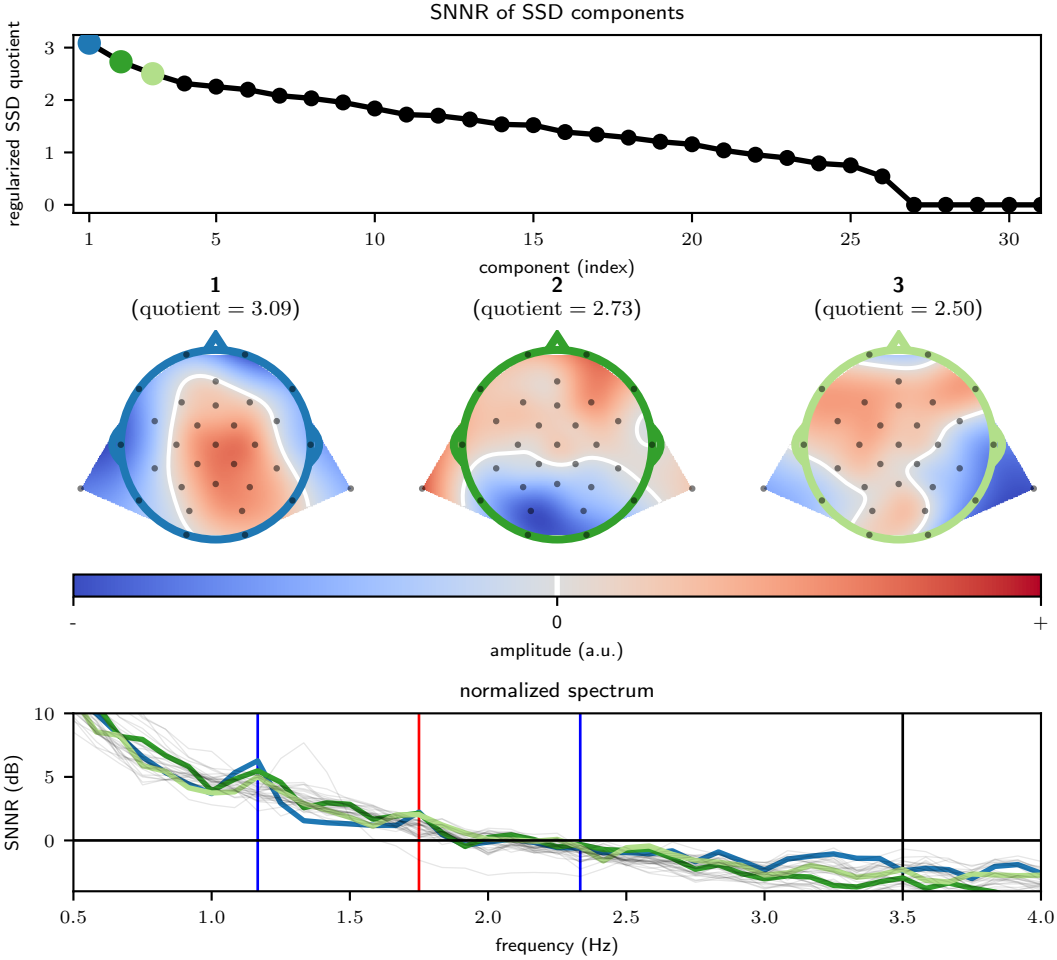 SNNR of SSD components
regularized SSD quotient
3
2
1
0
1 5 10 15 20 25 30
component (index)
1 2 3
(quotient = 3.09) (quotient = 2.73) (quotient = 2.50)
- 0 +
amplitude (a.u.)
normalized spectrum
SNNR (dB)
10
5
0
0.5 1.0 1.5 2.0 2.5 3.0 3.5 4.0
frequency (Hz)